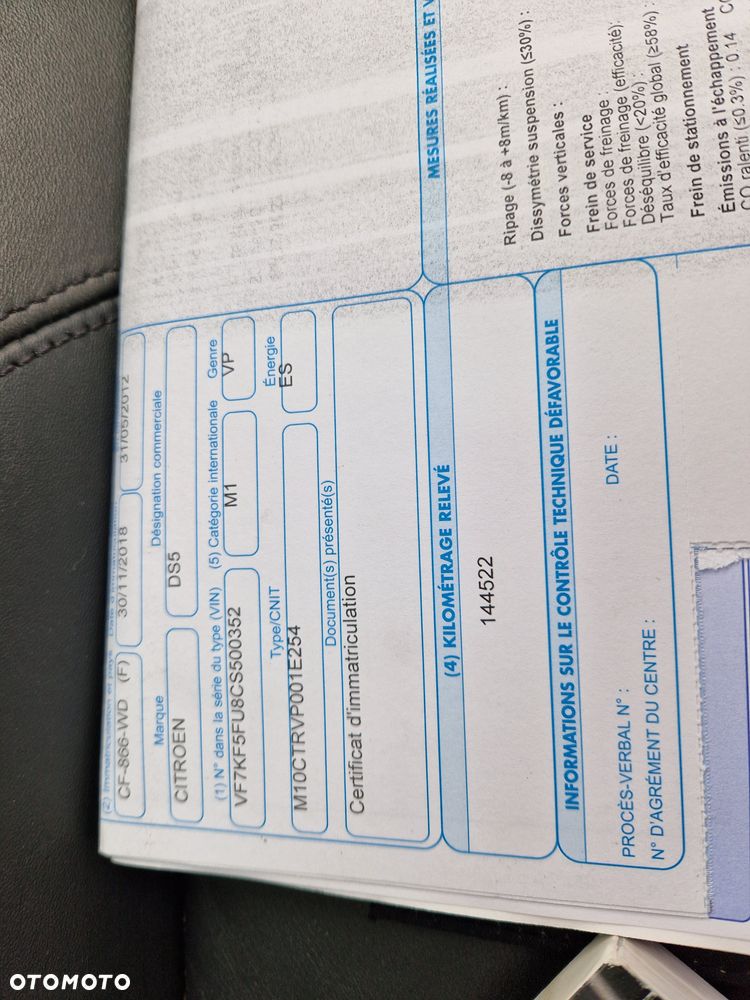 (2) Immatriculation et pays
CF-866-WD (F)
30/11/2018
31/05/2012
Marque
Désignation commerciale
CITROEN
DS5
(1) N° dans la série du type (VIN)
(5) Catégorie internationale
Genre
VF7KF5FU8CS500352
M1
VP
Type/CNIT
Énergie
M10CTRVP001E254
ES
Document(s) présenté(s)
Certificat d'immatriculation
(4) KILOMÉTRAGE RELEVÉ
144522
INFORMATIONS SUR LE CONTRÔLE TECHNIQUE DÉFAVORABLE
PROCÈS-VERBAL N° :
DATE :
N° D'AGRÉMENT DU CENTRE :
MESURES RÉALISÉES ET
Ripage (-8 à +8m/km) :
Dissymétrie suspension (≤30%) :
Forces verticales :
Frein de service
Forces de freinage
Forces de freinage (efficacité):
Déséquilibre (<20%) :
Taux d'efficacité global (≥58%) :
Frein de stationnement
Émissions à l'échappement
CO ralenti (≤0.3%) : 0.14
OTOMOTO